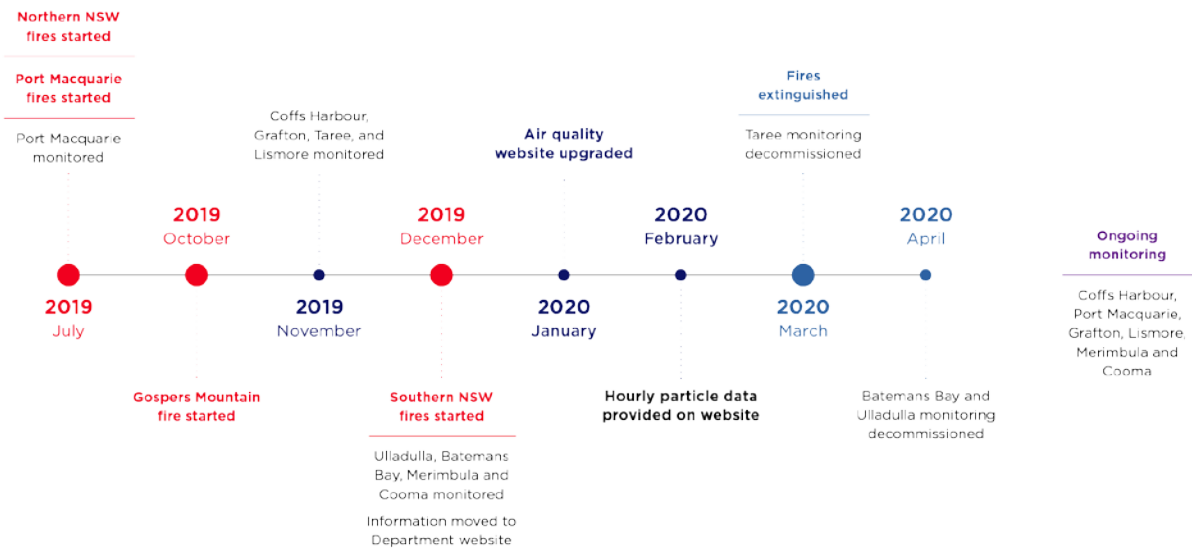 Northern NSW
fires started
Port Macquarie
fires started
Port Macquarie
monitored
2019
July
2019
October
Gospers Mountain
fire started
Coffs Harbour,
Grafton, Taree, and
Lismore monitored
2019
November
2019
December
Southern NSW
fires started
Ulladulla, Batemans
Bay, Merimbula and
Cooma monitored
Information moved to
Department website
Air quality
website upgraded
2020
January
2020
February
Hourly particle data
provided on website
Fires
extinguished
Taree monitoring
decommissioned
2020
March
2020
April
Batemans Bay and
Ulladulla monitoring
decommissioned
Ongoing
monitoring
Coffs Harbour,
Port Macquarie,
Grafton, Lismore,
Merimbula and
Cooma